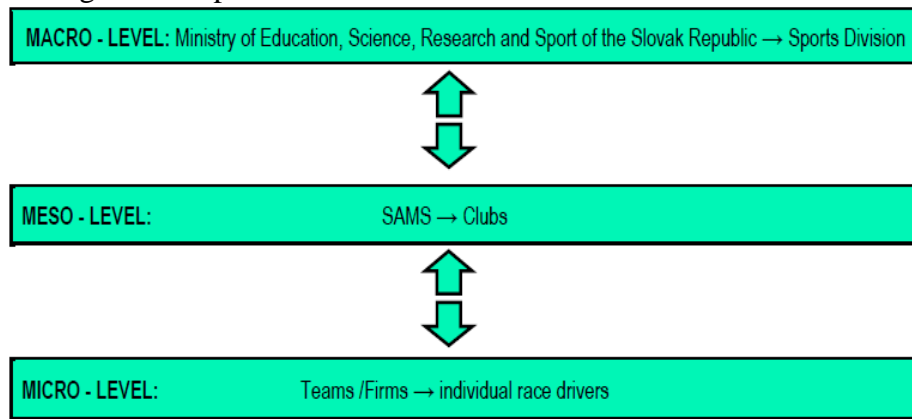 MACRO - LEVEL: Ministry of Education, Science, Research and Sport of the Slovak Republic → Sports Division
MESO - LEVEL: SAMS → Clubs
MICRO - LEVEL: Teams /Firms → individual race drivers